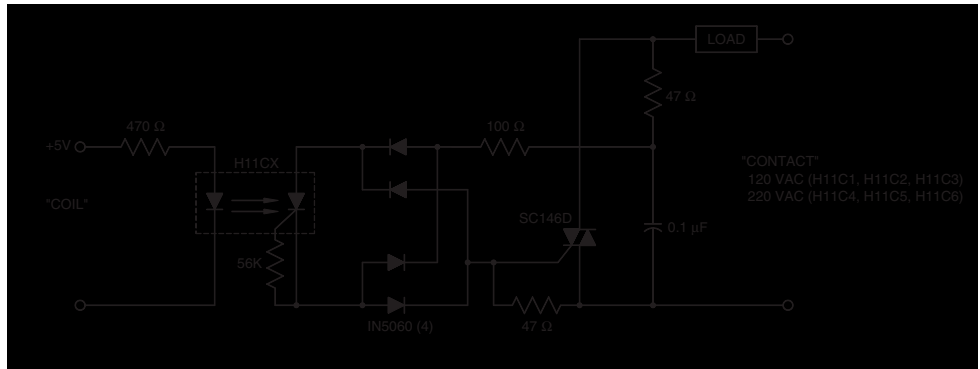 LOAD
47 Ω
470 Ω
100 Ω
+5V
H11CX
"CONTACT"
120 VAC (H11C1, H11C2, H11C3)
220 VAC (H11C4, H11C5, H11C6)
"COIL"
SC146D
0.1 μF
56K
47 Ω
IN5060 (4)